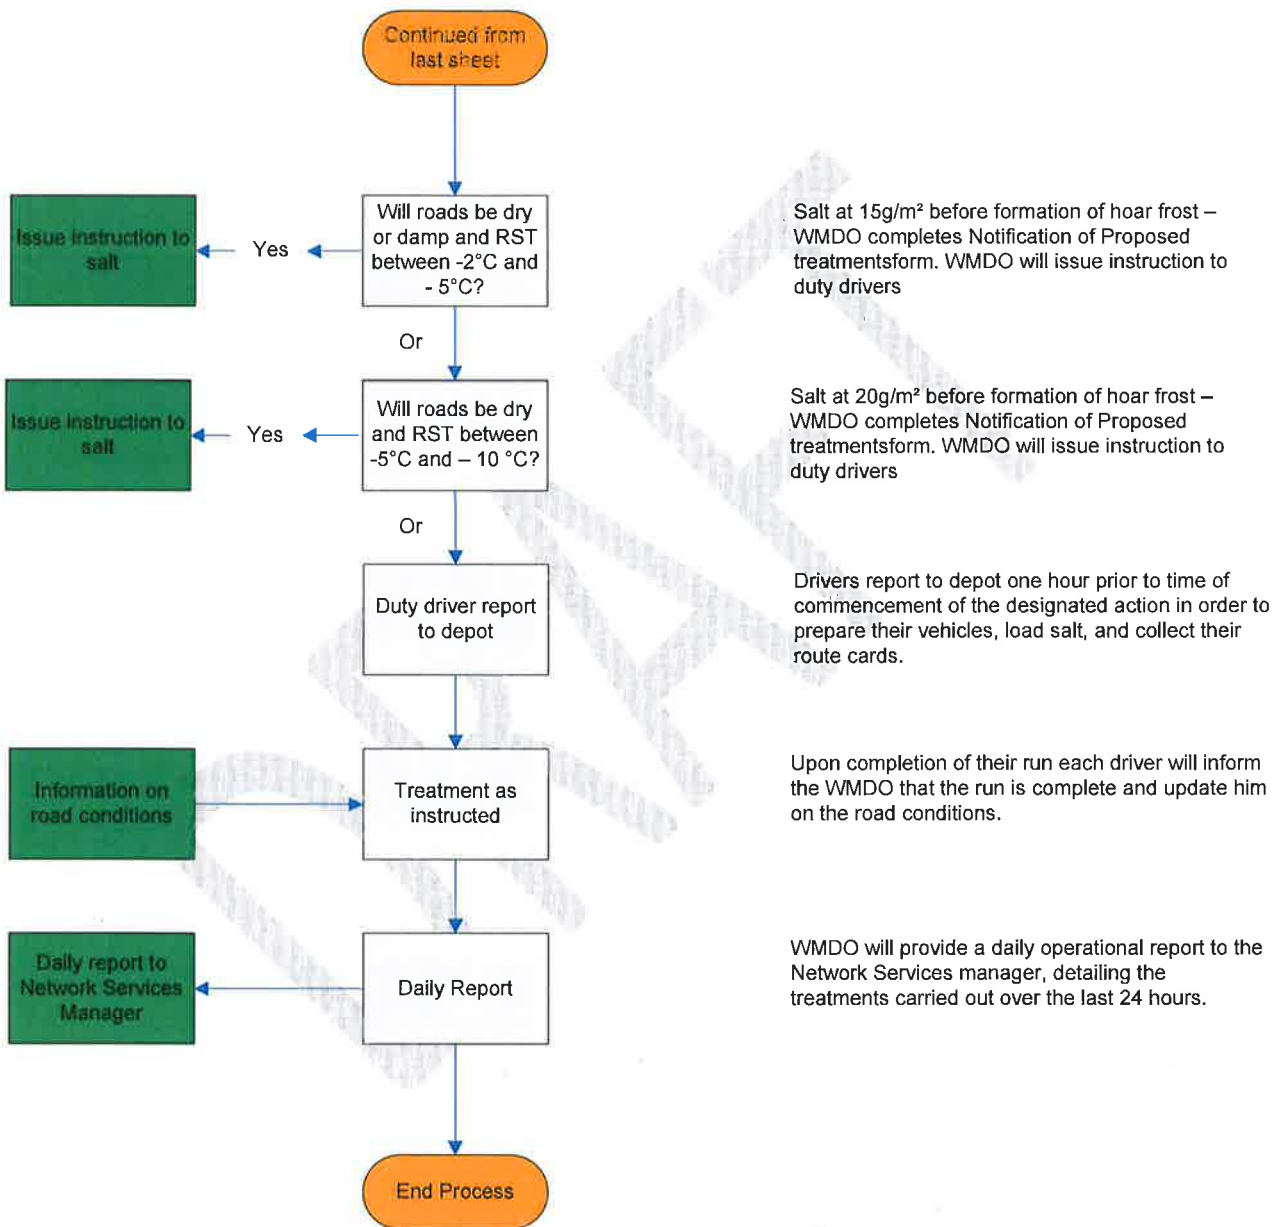 Continued from
last sheet
Issue instruction to
salt
Yes
Will roads be dry
or damp and RST
between -2°C and
- 5°C?
Salt at 15g/m² before formation of hoar frost –
WMDO completes Notification of Proposed
treatmentsform. WMDO will issue instruction to
duty drivers
Or
Issue instruction to
salt
Yes
Will roads be dry
and RST between
-5°C and – 10 °C?
Salt at 20g/m² before formation of hoar frost –
WMDO completes Notification of Proposed
treatmentsform. WMDO will issue instruction to
duty drivers
Or
Duty driver report
to depot
Drivers report to depot one hour prior to time of
commencement of the designated action in order to
prepare their vehicles, load salt, and collect their
route cards.
Information on
road conditions
Treatment as
instructed
Upon completion of their run each driver will inform
the WMDO that the run is complete and update him
on the road conditions.
Daily report to
Network Services
Manager
Daily Report
WMDO will provide a daily operational report to the
Network Services manager, detailing the
treatments carried out over the last 24 hours.
End Process
DRAFT